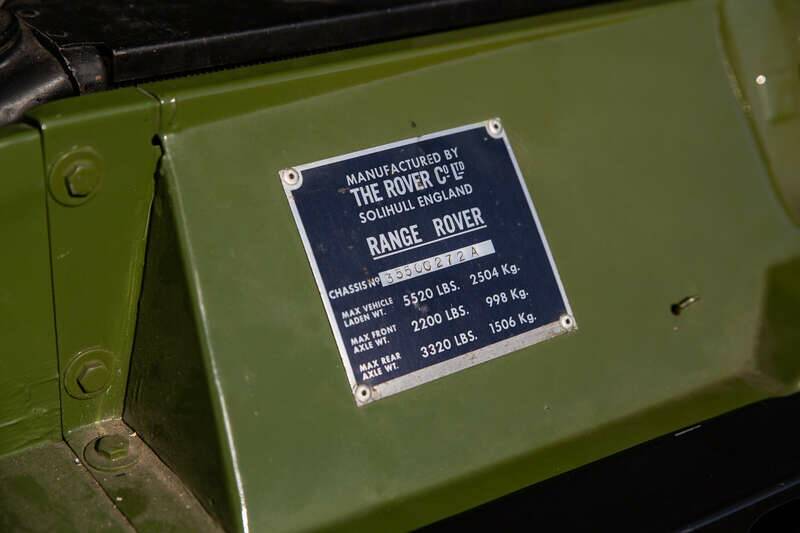 MANUFACTURED BY
THE ROVER Co LTD
SOLIHULL ENGLAND
RANGE ROVER
CHASSIS No 35500272A
MAX VEHICLE LADEN WT. 5520 LBS. 2504 Kg.
MAX FRONT AXLE WT. 2200 LBS. 998 Kg.
MAX REAR AXLE WT. 3320 LBS. 1506 Kg.